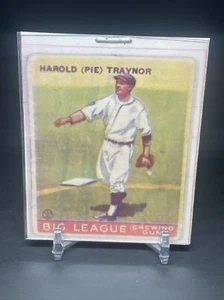 HAROLD (PIE) TRAYNOR
BIG LEAGUE CHEWING
GUM